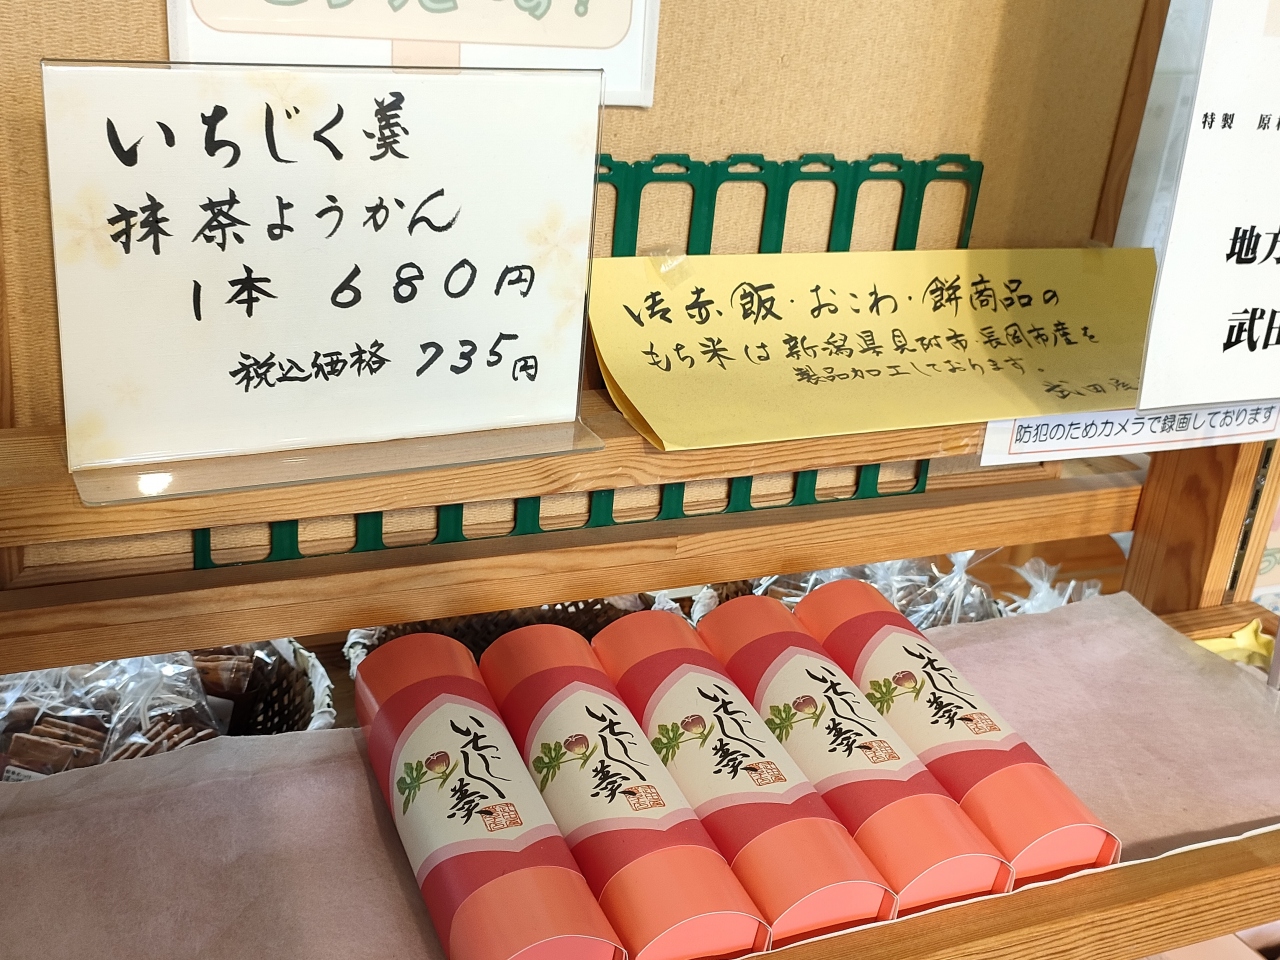 いちじく羹
抹茶ようかん
1本 680円
税込価格 735円
御赤飯・おこわ・餅商品の
もち米は新潟県見附市・長岡市産を
製品加工しております。
武田屋
防犯のためカメラで録画しております
特製 原
地方
武田
いちじく羹
いちじく羹
いちじく羹
いちじく羹
いちじく羹